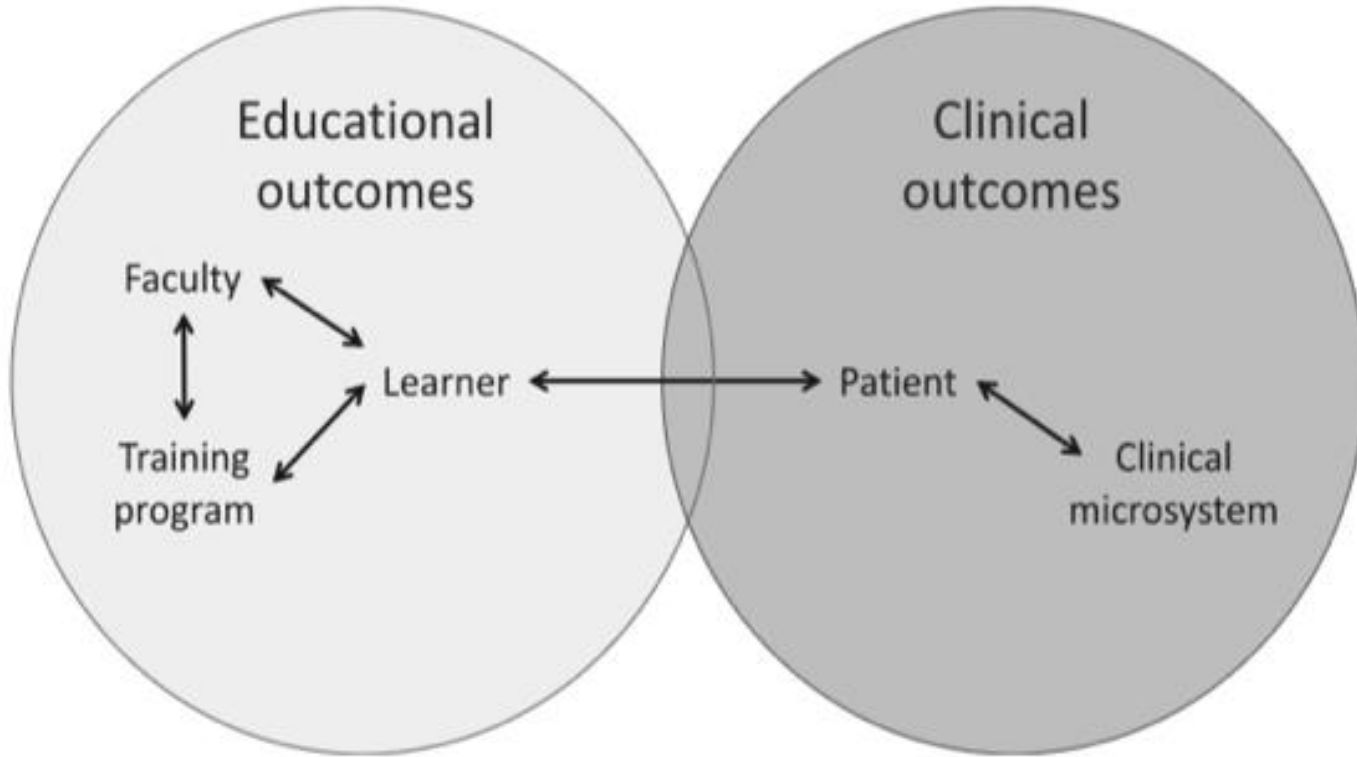 Educational
outcomes
Clinical
outcomes
Faculty
Learner
Training
program
Patient
Clinical
microsystem